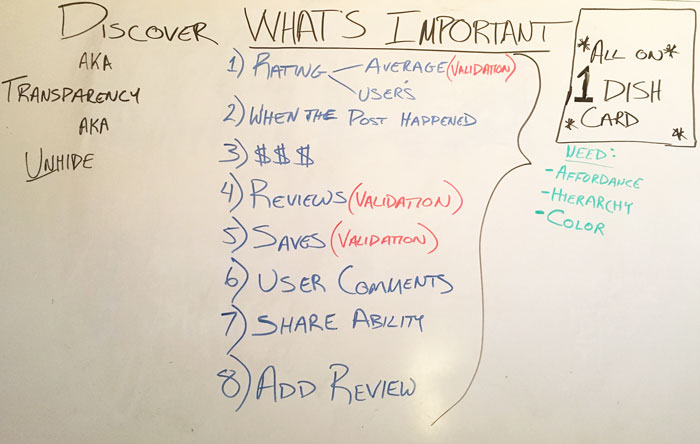 DISCOVER WHAT'S IMPORTANT
AKA
TRANSPARENCY
AKA
UNHIDE
1) RATING - AVERAGE (VALIDATION)
- USER'S
2) WHEN THE POST HAPPENED
3) $$$
4) REVIEWS (VALIDATION)
5) SAVES (VALIDATION)
6) USER COMMENTS
7) SHARE ABILITY
8) ADD REVIEW
*ALL ON*
1 DISH
*CARD *
NEED:
-AFFORDANCE
-HIERARCHY
-COLOR